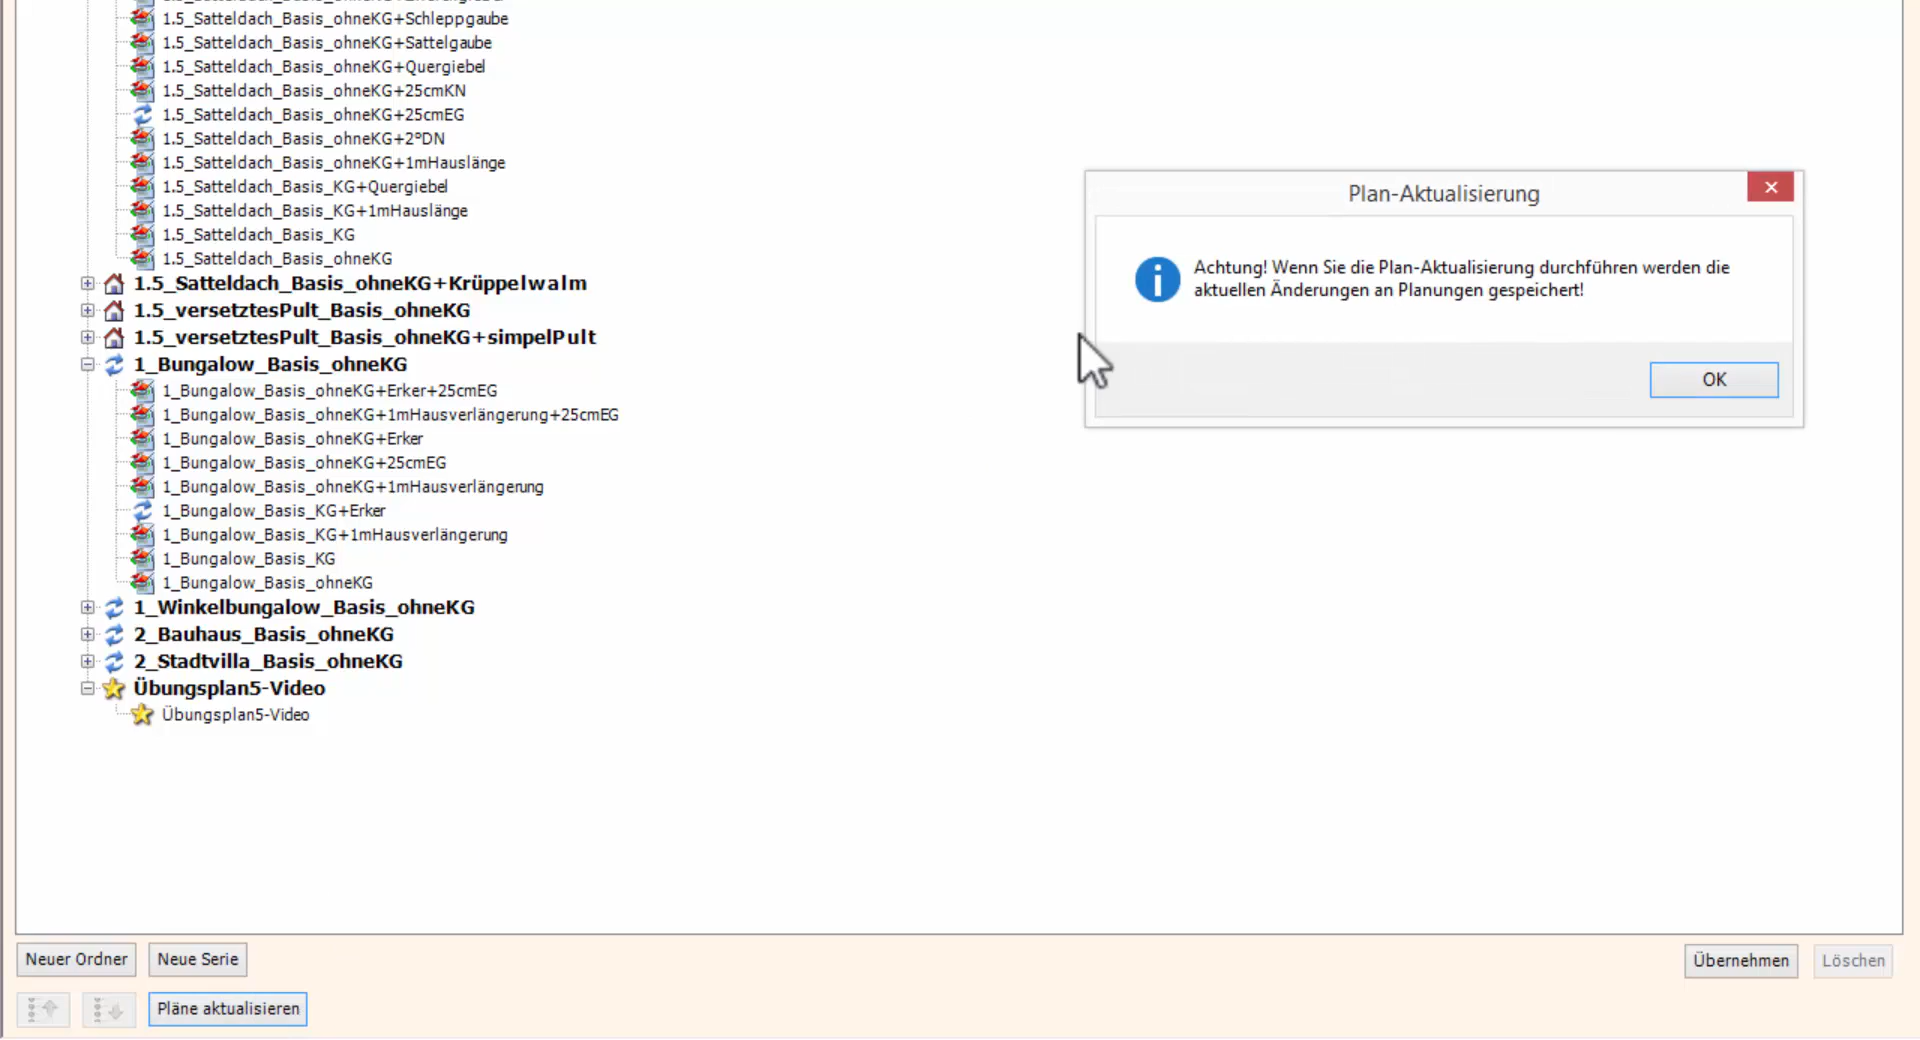 1.5_Satteldach_Basis_ohneKG+Schleppgaube
1.5_Satteldach_Basis_ohneKG+Sattelgaube
1.5_Satteldach_Basis_ohneKG+Quergiebel
1.5_Satteldach_Basis_ohneKG+25cmKN
1.5_Satteldach_Basis_ohneKG+25cmEG
1.5_Satteldach_Basis_ohneKG+2°DN
1.5_Satteldach_Basis_ohneKG+1mHauslänge
1.5_Satteldach_Basis_KG+Quergiebel
1.5_Satteldach_Basis_KG+1mHauslänge
1.5_Satteldach_Basis_KG
1.5_Satteldach_Basis_ohneKG
1.5_Satteldach_Basis_ohneKG+Krüppelwalm
1.5_versetztesPult_Basis_ohneKG
1.5_versetztesPult_Basis_ohneKG+simpelPult
1_Bungalow_Basis_ohneKG
1_Bungalow_Basis_ohneKG+Erker+25cmEG
1_Bungalow_Basis_ohneKG+1mHausverlängerung+25cmEG
1_Bungalow_Basis_ohneKG+Erker
1_Bungalow_Basis_ohneKG+25cmEG
1_Bungalow_Basis_ohneKG+1mHausverlängerung
1_Bungalow_Basis_KG+Erker
1_Bungalow_Basis_KG+1mHausverlängerung
1_Bungalow_Basis_KG
1_Bungalow_Basis_ohneKG
1_Winkelbungalow_Basis_ohneKG
2_Bauhaus_Basis_ohneKG
2_Stadtvilla_Basis_ohneKG
Übungsplan5-Video
Übungsplan5-Video
Plan-Aktualisierung
Achtung! Wenn Sie die Plan-Aktualisierung durchführen werden die
aktuellen Änderungen an Planungen gespeichert!
OK
Neuer Ordner
Neue Serie
Übernehmen
Löschen
Pläne aktualisieren